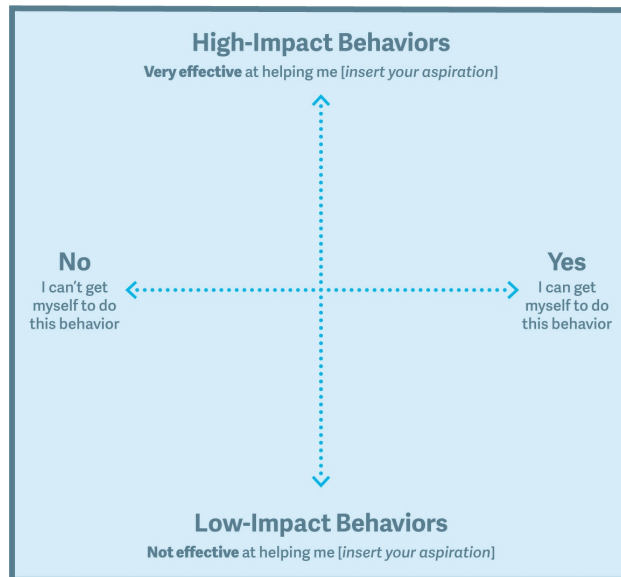 High-Impact Behaviors
Very effective at helping me [insert your aspiration]
No
I can't get
myself to do
this behavior
Yes
I can get
myself to do
this behavior
Low-Impact Behaviors
Not effective at helping me [insert your aspiration]